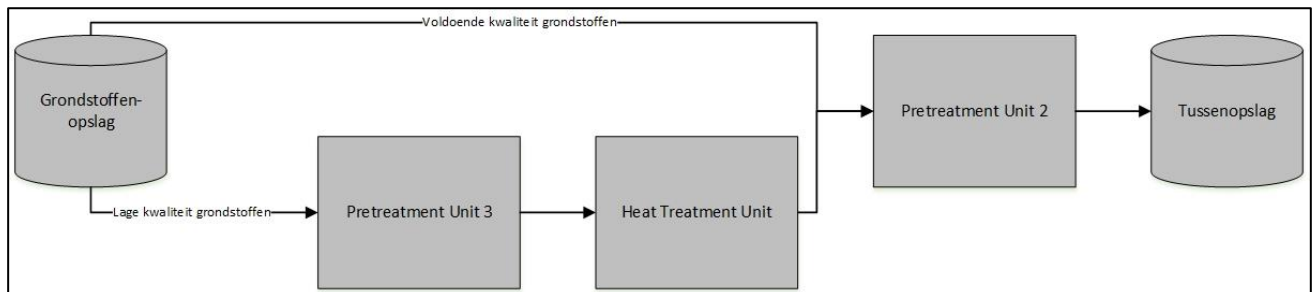 Voldoende kwaliteit grondstoffen
Grondstoffen-
opslag
Pretreatment Unit 2
Tussenopslag
Lage kwaliteit grondstoffen
Pretreatment Unit 3
Heat Treatment Unit